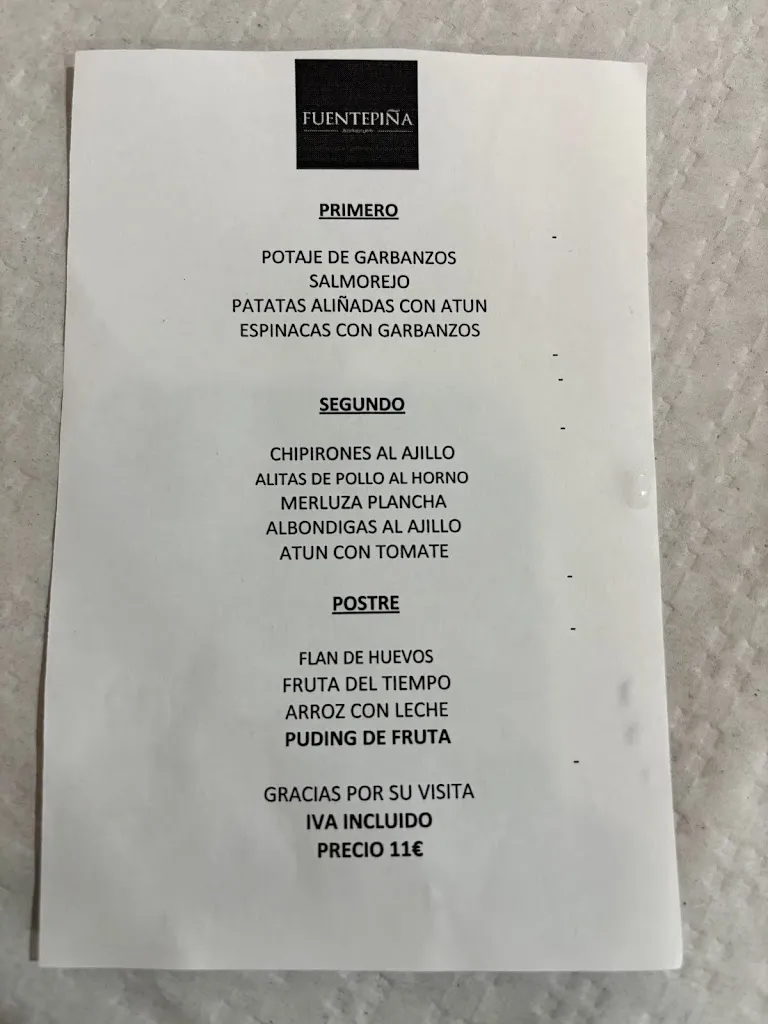 FUENTEPIÑA
PRIMERO
-
POTAJE DE GARBANZOS
SALMOREJO
PATATAS ALIÑADAS CON ATUN
ESPINACAS CON GARBANZOS
-
-
SEGUNDO
-
CHIPIRONES AL AJILLO
ALITAS DE POLLO AL HORNO
MERLUZA PLANCHA
ALBONDIGAS AL AJILLO
ATUN CON TOMATE
-
POSTRE
-
FLAN DE HUEVOS
FRUTA DEL TIEMPO
ARROZ CON LECHE
PUDING DE FRUTA
-
GRACIAS POR SU VISITA
IVA INCLUIDO
PRECIO 11€